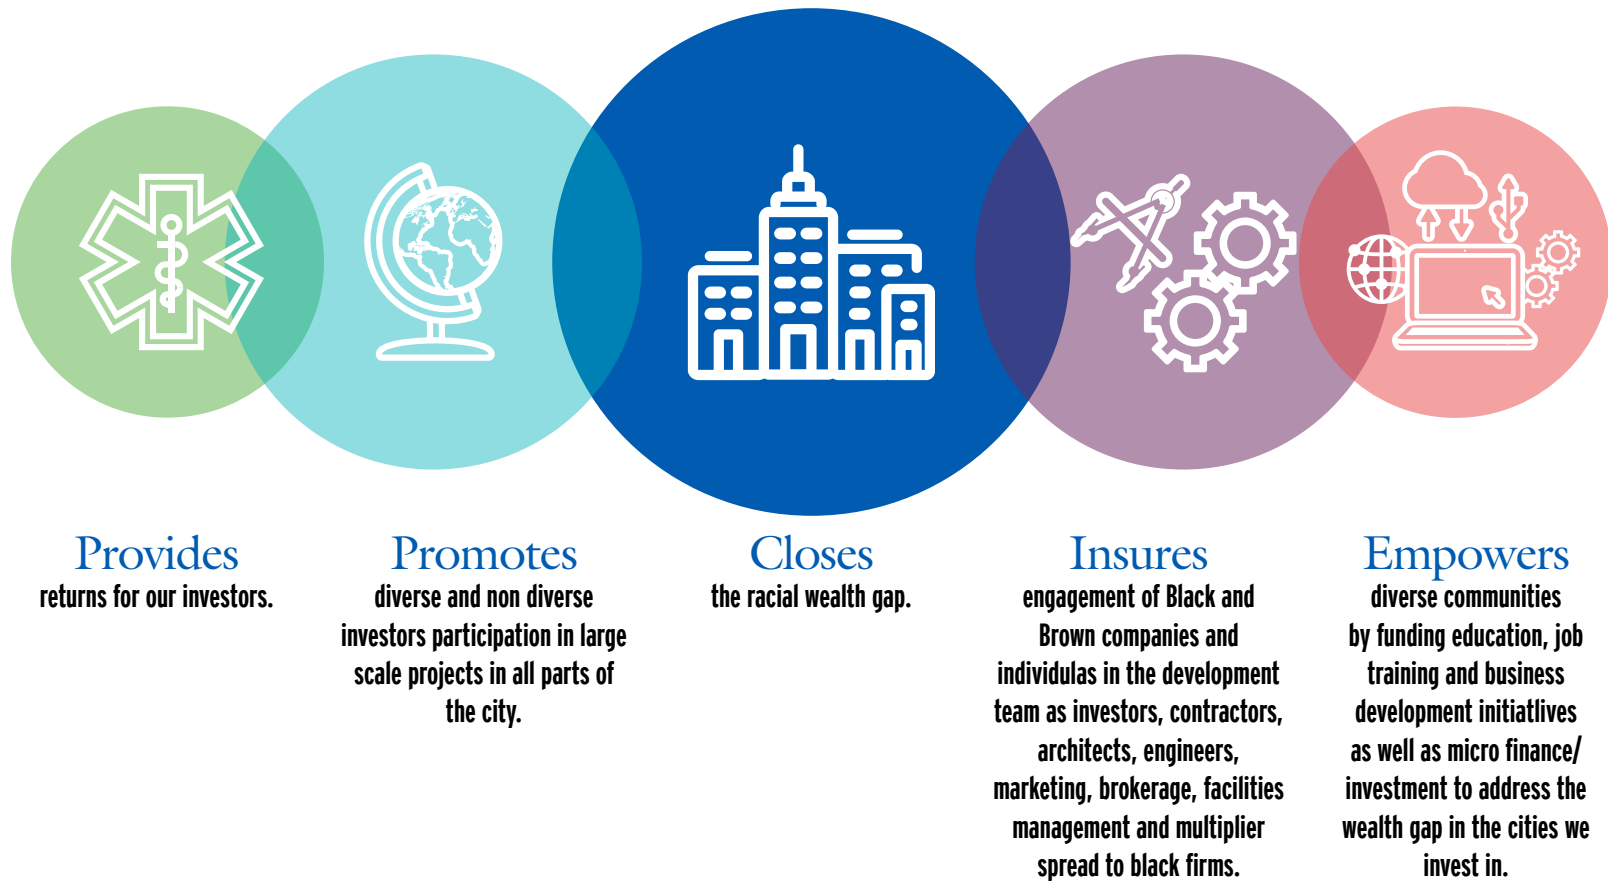 Provides
returns for our investors.
Promotes
diverse and non diverse
investors participation in large
scale projects in all parts of
the city.
Closes
the racial wealth gap.
Insures
engagement of Black and
Brown companies and
individulas in the development
team as investors, contractors,
architects, engineers,
marketing, brokerage, facilities
management and multiplier
spread to black firms.
Empowers
diverse communities
by funding education, job
training and business
development initiatlives
as well as micro finance/
investment to address the
wealth gap in the cities we
invest in.